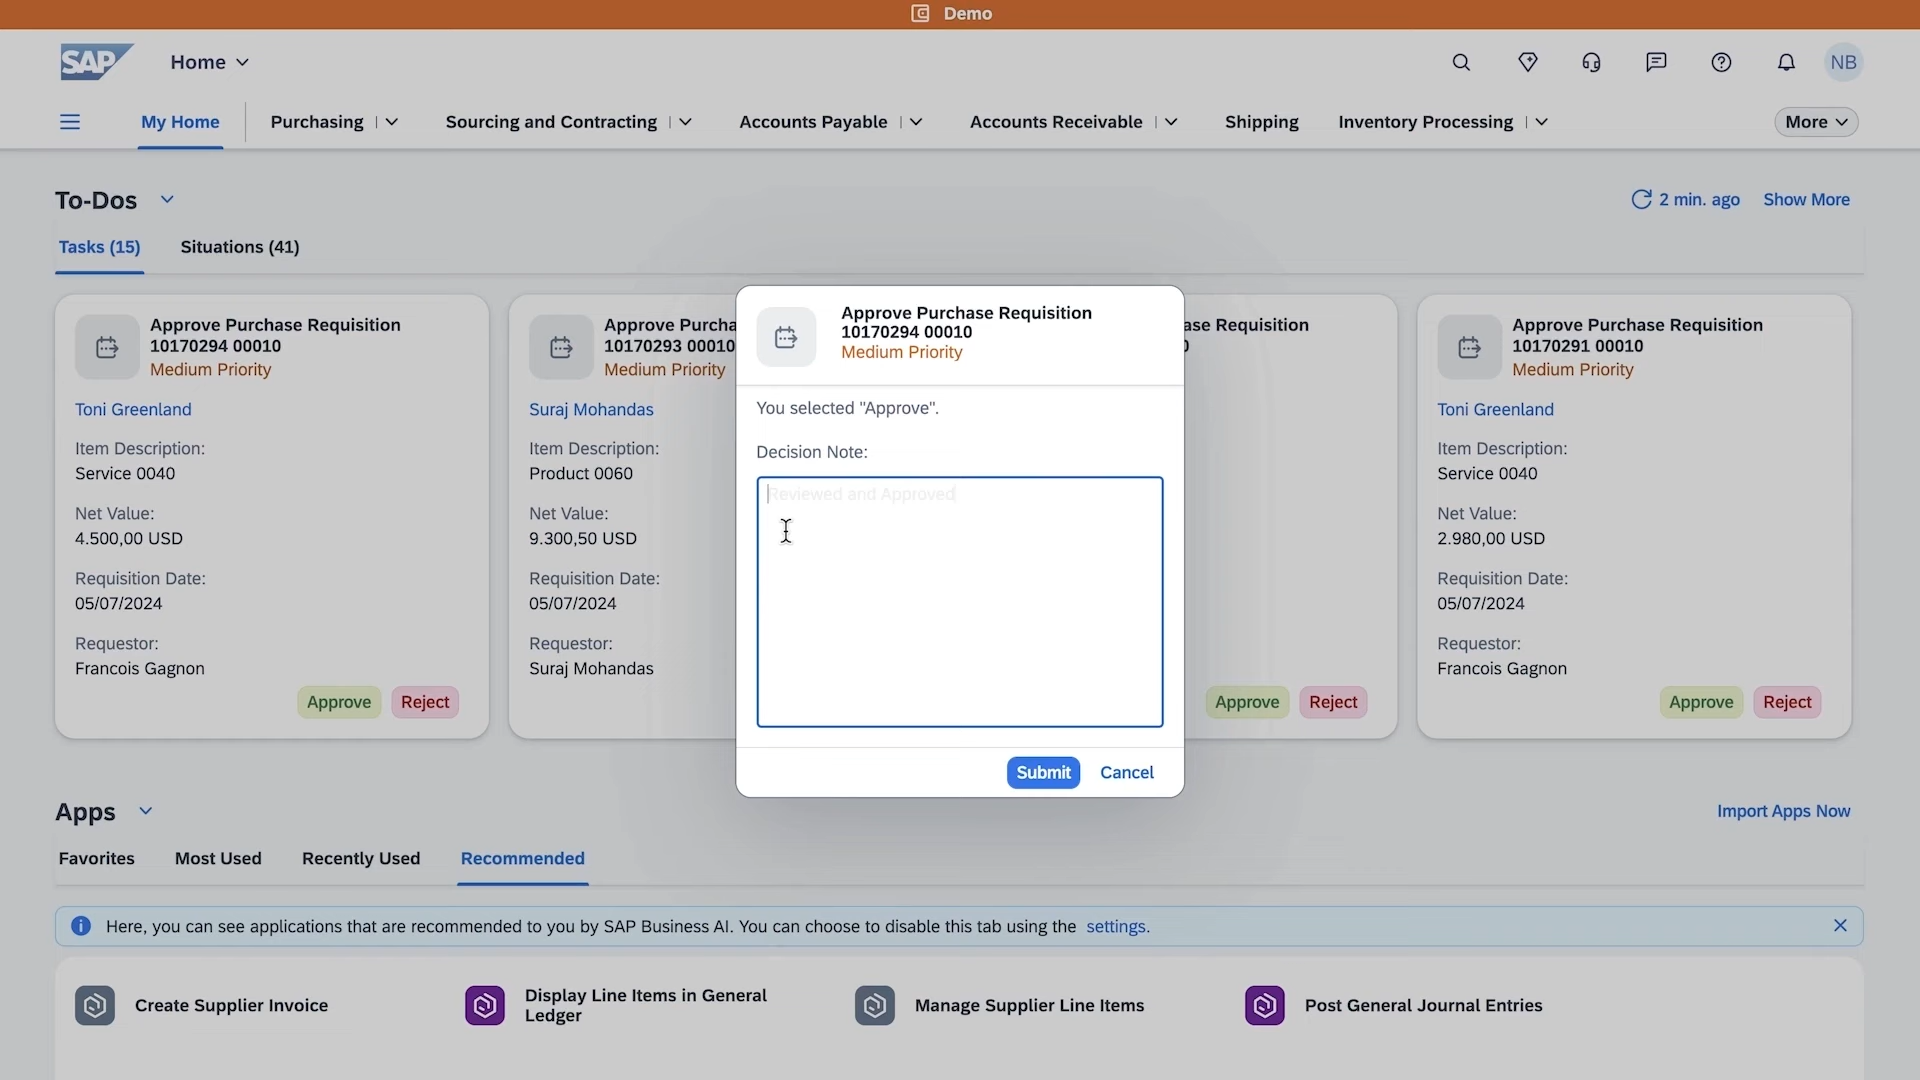 Demo
SAP
Home
NB
My Home
Purchasing
Sourcing and Contracting
Accounts Payable
Accounts Receivable
Shipping
Inventory Processing
More
To-Dos
2 min. ago
Show More
Tasks (15)
Situations (41)
Approve Purchase Requisition
10170294 00010
Medium Priority
Toni Greenland
Item Description:
Service 0040
Net Value:
4.500,00 USD
Requisition Date:
05/07/2024
Requestor:
Francois Gagnon
Approve
Reject
Approve Purcha
10170293 00010
Medium Priority
Suraj Mohandas
Item Description:
Product 0060
Net Value:
9.300,50 USD
Requisition Date:
05/07/2024
Requestor:
Suraj Mohandas
Approve Purchase Requisition
10170294 00010
Medium Priority
You selected "Approve".
Decision Note:
Reviewed and Approved
Submit
Cancel
ase Requisition
Approve
Reject
Approve Purchase Requisition
10170291 00010
Medium Priority
Toni Greenland
Item Description:
Service 0040
Net Value:
2.980,00 USD
Requisition Date:
05/07/2024
Requestor:
Francois Gagnon
Approve
Reject
Apps
Import Apps Now
Favorites
Most Used
Recently Used
Recommended
Here, you can see applications that are recommended to you by SAP Business AI. You can choose to disable this tab using the settings.
Create Supplier Invoice
Display Line Items in General
Ledger
Manage Supplier Line Items
Post General Journal Entries